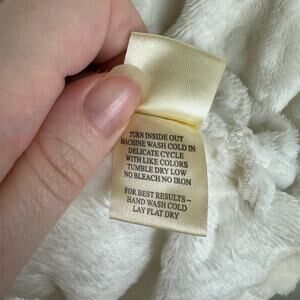 TURN INSIDE OUT
MACHINE WASH COLD IN
DELICATE CYCLE
WITH LIKE COLORS
TUMBLE DRY LOW
NO BLEACH NO IRON
FOR BEST RESULTS –
HAND WASH COLD
LAY FLAT DRY